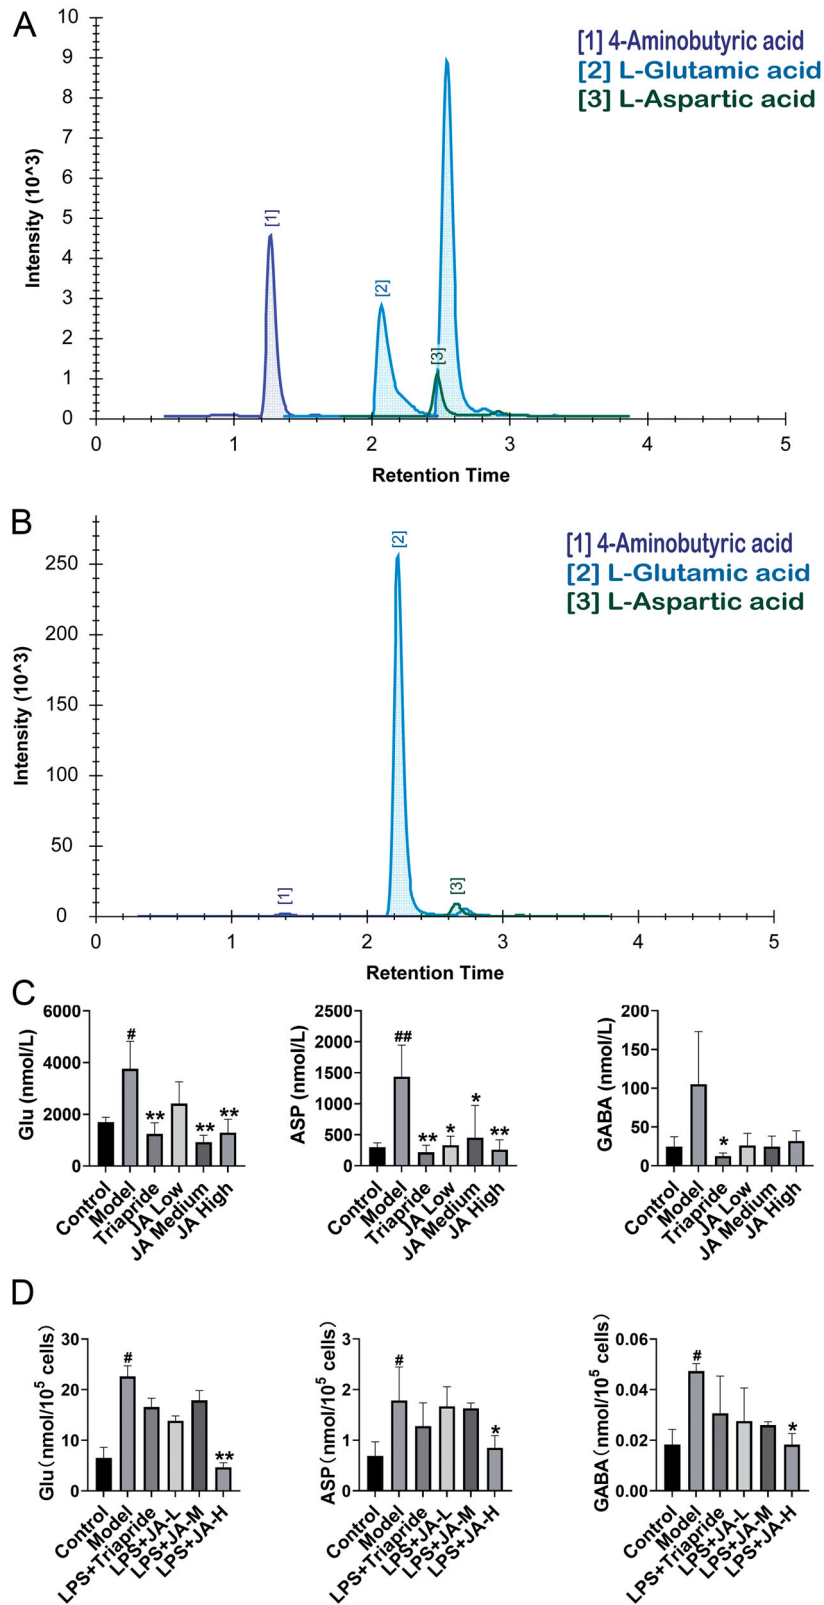 A
10
9
8
7
6
5
4
3
2
1
0
Intensity (10^3)
[1] 4-Aminobutyric acid
[2] L-Glutamic acid
[3] L-Aspartic acid
[1]
[2]
[3]
0 1 2 3 4 5
Retention Time
B
250
200
150
100
50
0
Intensity (10^3)
[1] 4-Aminobutyric acid
[2] L-Glutamic acid
[3] L-Aspartic acid
[2]
[1]
[3]
0 1 2 3 4 5
Retention Time
C
Glu (nmol/L)
6000
4000
2000
0
#
**
**
**
Control
Model
Triapride
JA Low
JA Medium
JA High
ASP (nmol/L)
2500
2000
1500
1000
500
0
##
**
*
*
**
Control
Model
Triapride
JA Low
JA Medium
JA High
GABA (nmol/L)
200
150
100
50
0
*
Control
Model
Triapride
JA Low
JA Medium
JA High
D
Glu (nmol/10^5 cells)
30
20
10
0
#
**
Control
Model
LPS+Triapride
LPS+JA-L
LPS+JA-M
LPS+JA-H
ASP (nmol/10^5 cells)
3
2
1
0
#
*
Control
Model
LPS+Triapride
LPS+JA-L
LPS+JA-M
LPS+JA-H
GABA (nmol/10^5 cells)
0.06
0.04
0.02
0.00
#
*
Control
Model
LPS+Triapride
LPS+JA-L
LPS+JA-M
LPS+JA-H